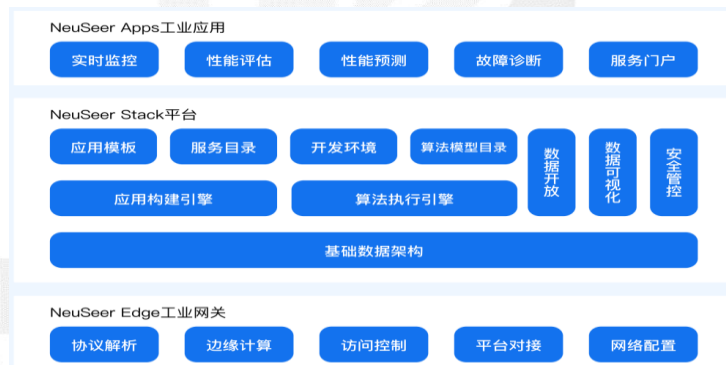 NeuSeer Apps工业应用
实时监控 性能评估 性能预测 故障诊断 服务门户
NeuSeer Stack平台
应用模板 服务目录 开发环境 算法模型目录 数据开放 数据可视化 安全管控
应用构建引擎 算法执行引擎
基础数据架构
NeuSeer Edge工业网关
协议解析 边缘计算 访问控制 平台对接 网络配置